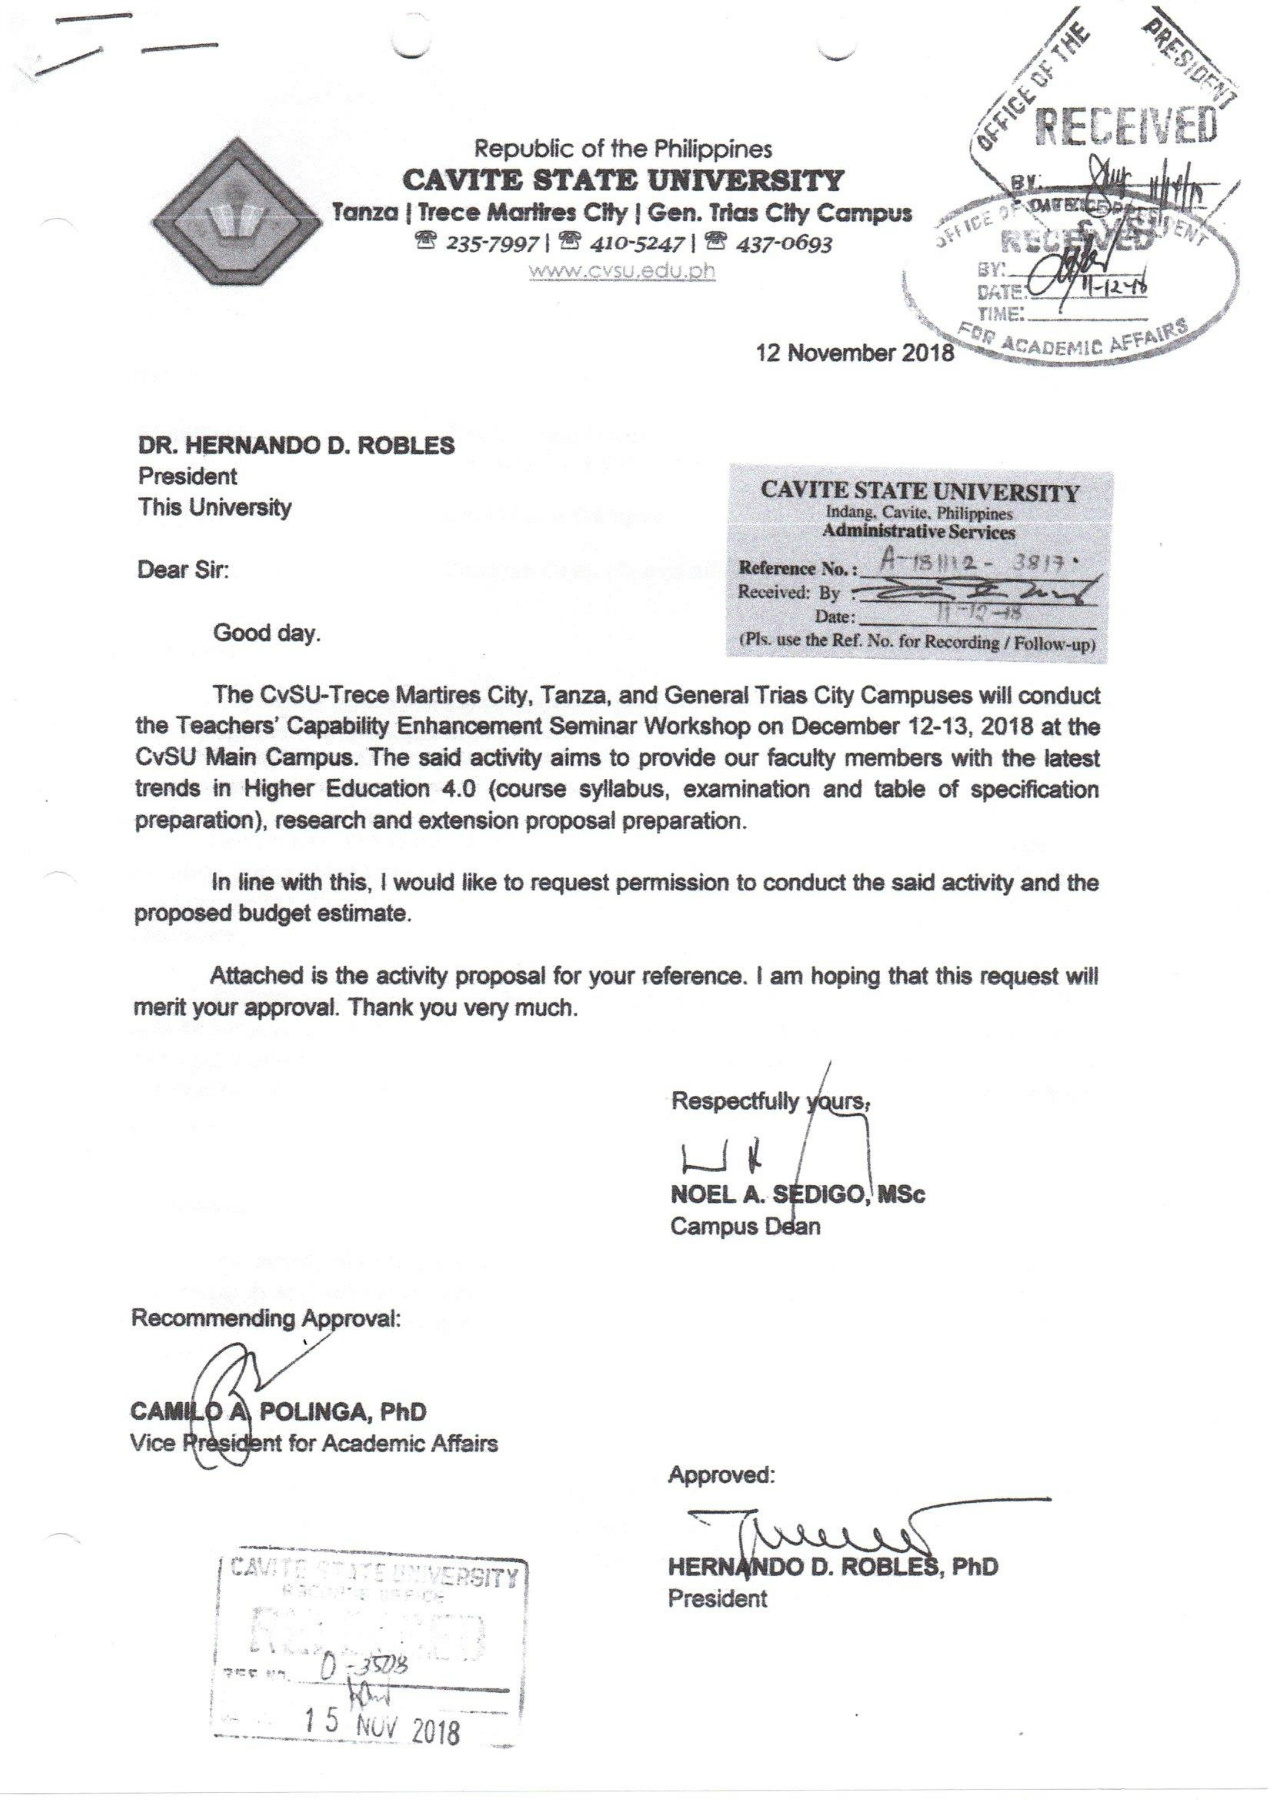 OFFICE OF THE PRESIDENT
RECEIVED
BY:
DATE
Republic of the Philippines
CAVITE STATE UNIVERSITY
Tanza | Trece Martires City | Gen. Trias City Campus
☎ 235-7997 | ☎ 410-5247 | ☎ 437-0693
www.cvsu.edu.ph
OFFICE OF
RECEIVED
BY:
DATE: 11-12-18
TIME:
FOR ACADEMIC AFFAIRS
12 November 2018
DR. HERNANDO D. ROBLES
President
This University
CAVITE STATE UNIVERSITY
Indang, Cavite, Philippines
Administrative Services
Reference No.: A-181112-3817
Received: By :
Date: 11-12-18
(Pls. use the Ref. No. for Recording / Follow-up)
Dear Sir:
Good day.
The CvSU-Trece Martires City, Tanza, and General Trias City Campuses will conduct
the Teachers' Capability Enhancement Seminar Workshop on December 12-13, 2018 at the
CvSU Main Campus. The said activity aims to provide our faculty members with the latest
trends in Higher Education 4.0 (course syllabus, examination and table of specification
preparation), research and extension proposal preparation.
In line with this, I would like to request permission to conduct the said activity and the
proposed budget estimate.
Attached is the activity proposal for your reference. I am hoping that this request will
merit your approval. Thank you very much.
Respectfully yours,
NOEL A. SEDIGO, MSc
Campus Dean
Recommending Approval:
CAMILO A. POLINGA, PhD
Vice President for Academic Affairs
Approved:
HERNANDO D. ROBLES, PhD
President
CAVITE STATE UNIVERSITY
RECORDS OFFICE
RECEIVED
REF NO. 0-3508
15 NOV 2018